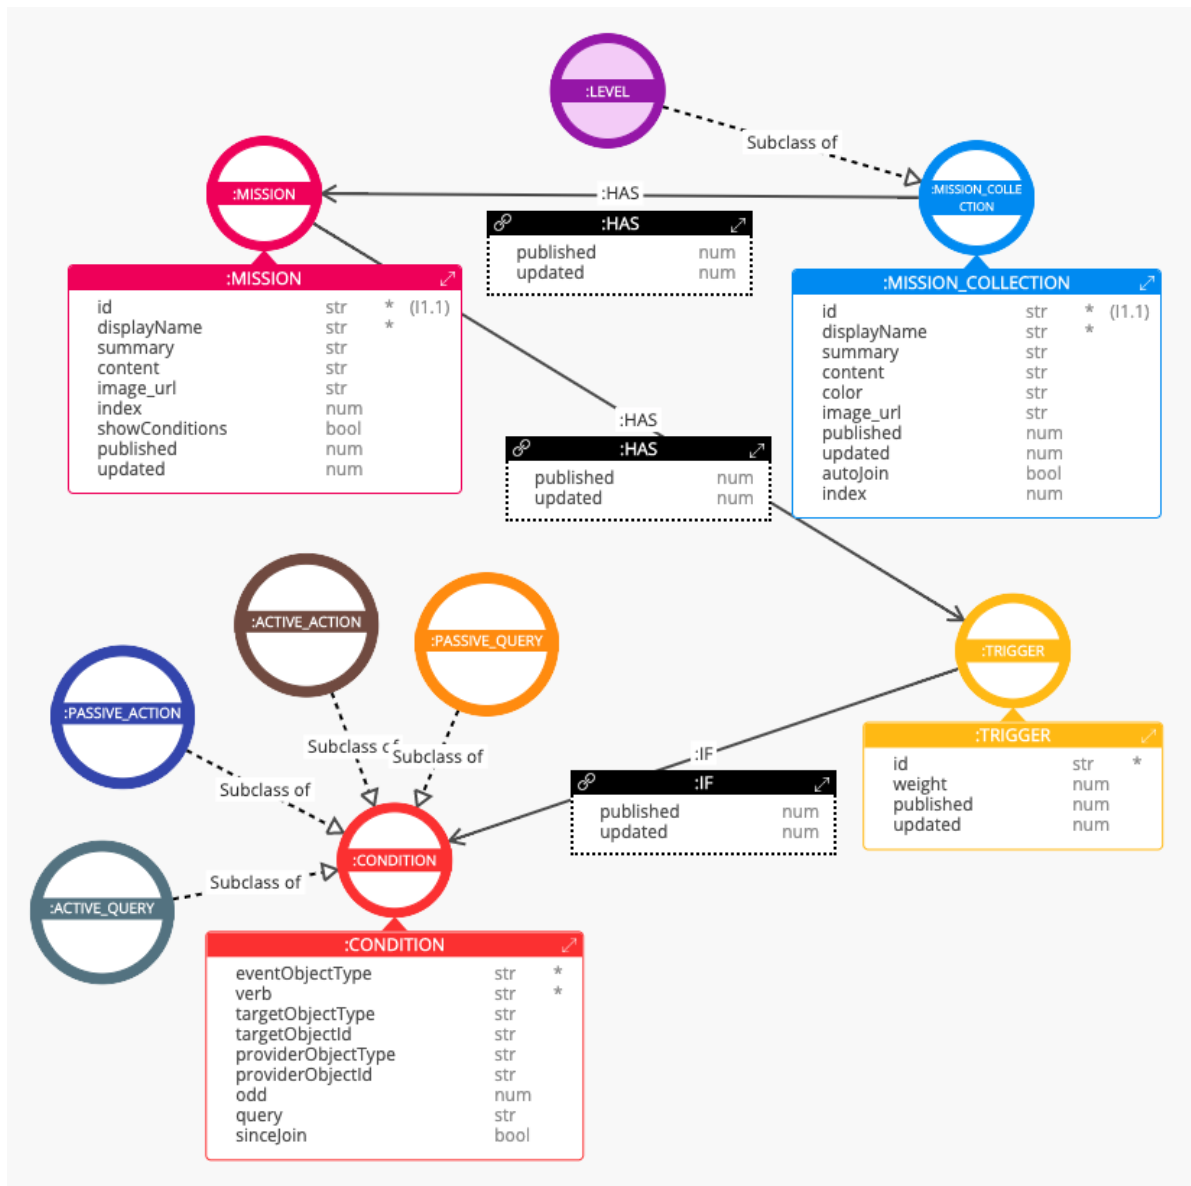 :LEVEL
Subclass of
:MISSION
:HAS
:MISSION_COLLE
CTION
:HAS
published num
updated num
:MISSION
id str * (I1.1)
displayName str *
summary str
content str
image_url str
index num
showConditions bool
published num
updated num
:MISSION_COLLECTION
id str * (I1.1)
displayName str *
summary str
content str
color str
image_url str
published num
updated num
autoJoin bool
index num
:HAS
:HAS
published num
updated num
:ACTIVE_ACTION
:PASSIVE_QUERY
:TRIGGER
:PASSIVE_ACTION
Subclass of
Subclass of
Subclass of
:IF
:TRIGGER
id str *
weight num
published num
updated num
:IF
published num
updated num
:CONDITION
Subclass of
:ACTIVE_QUERY
:CONDITION
eventObjectType str *
verb str *
targetObjectType str
targetObjectId str
providerObjectType str
providerObjectId str
odd num
query str
sinceJoin bool